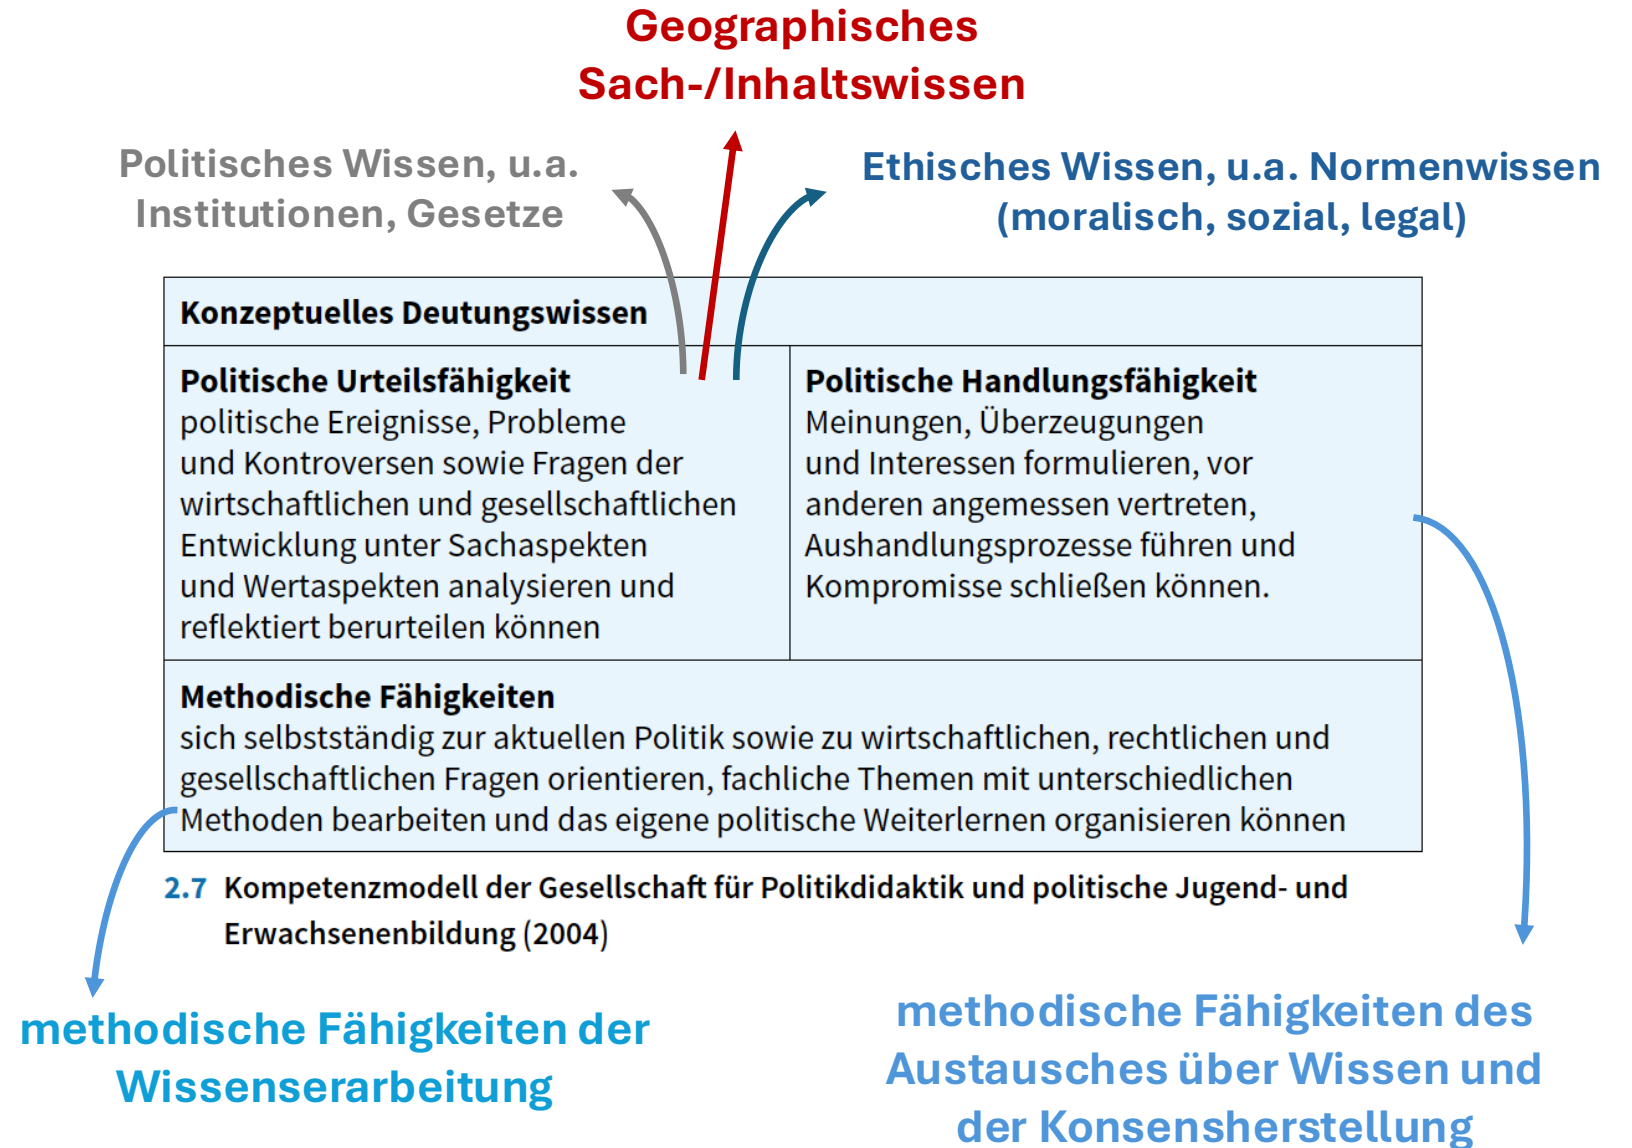 Geographisches
Sach-/Inhaltswissen
Politisches Wissen, u.a.
Institutionen, Gesetze
Ethisches Wissen, u.a. Normenwissen
(moralisch, sozial, legal)
Konzeptuelles Deutungswissen
Politische Urteilsfähigkeit
politische Ereignisse, Probleme
und Kontroversen sowie Fragen der
wirtschaftlichen und gesellschaftlichen
Entwicklung unter Sachaspekten
und Wertaspekten analysieren und
reflektiert berurteilen können
Politische Handlungsfähigkeit
Meinungen, Überzeugungen
und Interessen formulieren, vor
anderen angemessen vertreten,
Aushandlungsprozesse führen und
Kompromisse schließen können.
Methodische Fähigkeiten
sich selbstständig zur aktuellen Politik sowie zu wirtschaftlichen, rechtlichen und
gesellschaftlichen Fragen orientieren, fachliche Themen mit unterschiedlichen
Methoden bearbeiten und das eigene politische Weiterlernen organisieren können
2.7 Kompetenzmodell der Gesellschaft für Politikdidaktik und politische Jugend- und
Erwachsenenbildung (2004)
methodische Fähigkeiten der
Wissenserarbeitung
methodische Fähigkeiten des
Austausches über Wissen und
der Konsensherstellung